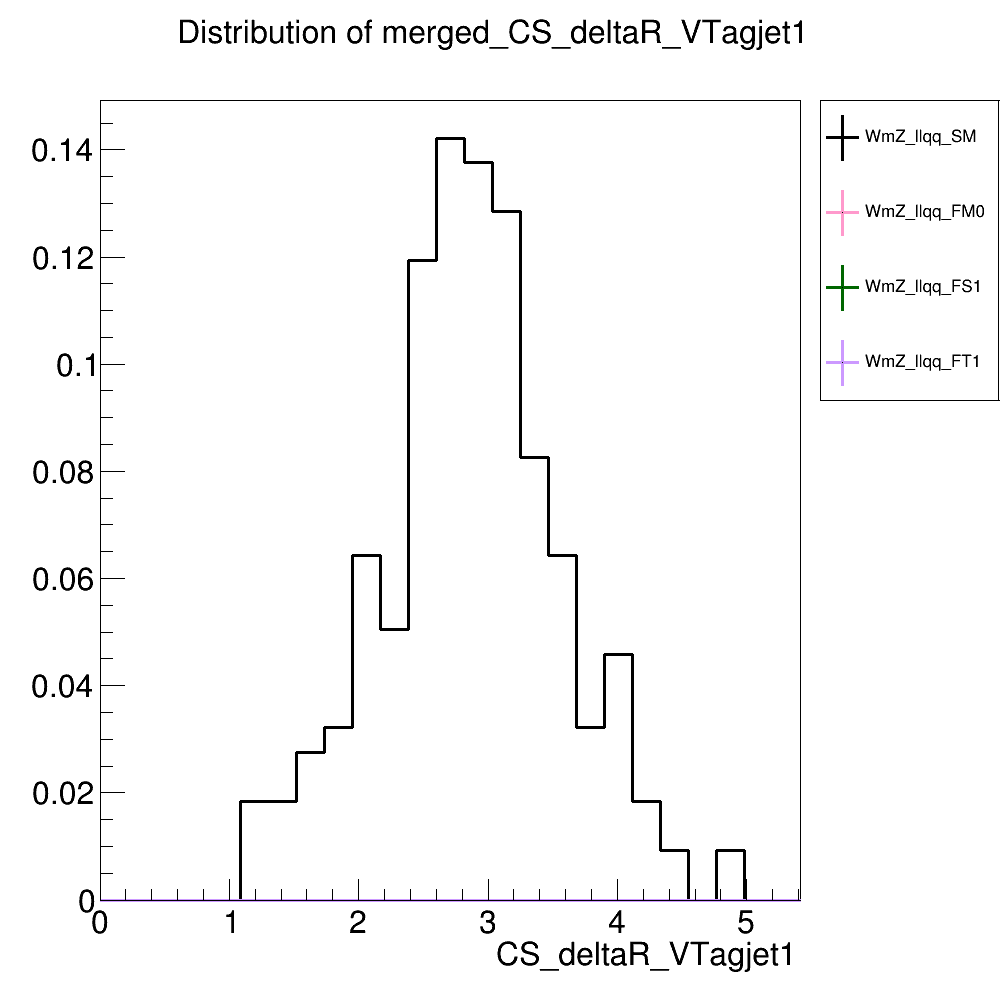 Distribution of merged_CS_deltaR_VTagjet1
0.14
0.12
0.1
0.08
0.06
0.04
0.02
0
0 1 2 3 4 5
CS_deltaR_VTagjet1
WmZ_llqq_SM
WmZ_llqq_FM0
WmZ_llqq_FS1
WmZ_llqq_FT1